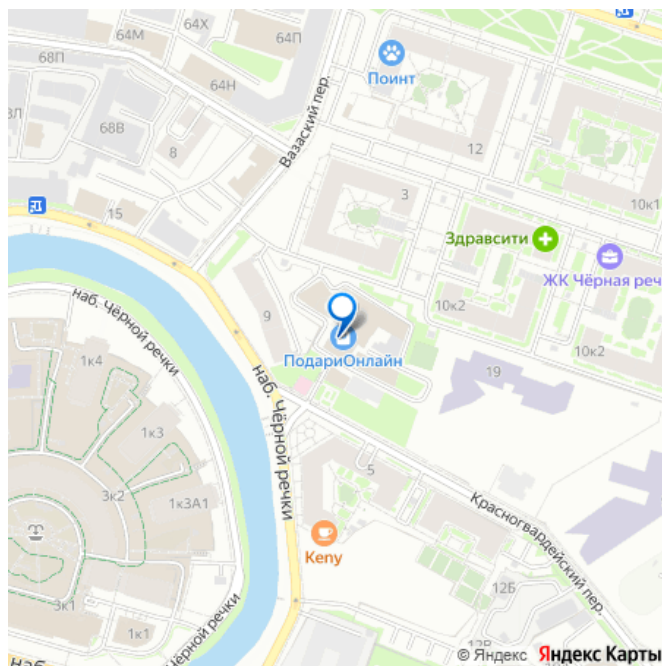 64М
64Х
64П
68П
64Н
Поинт
Вазаский пер.
68В
8
12
3
10к1
15
Здравсити
ЖК Чёрная реч
наб. Чёрной речки
9
10к2
ПодариОнлайн
10к2
1к4
19
наб. Чёрной речки
1к3
5
3к2
1к3А1
Красногвардейский пер.
Keny
12Б
3к1
1к1
наб.
Чёрной речки
12В
© Яндекс Яндекс Карты